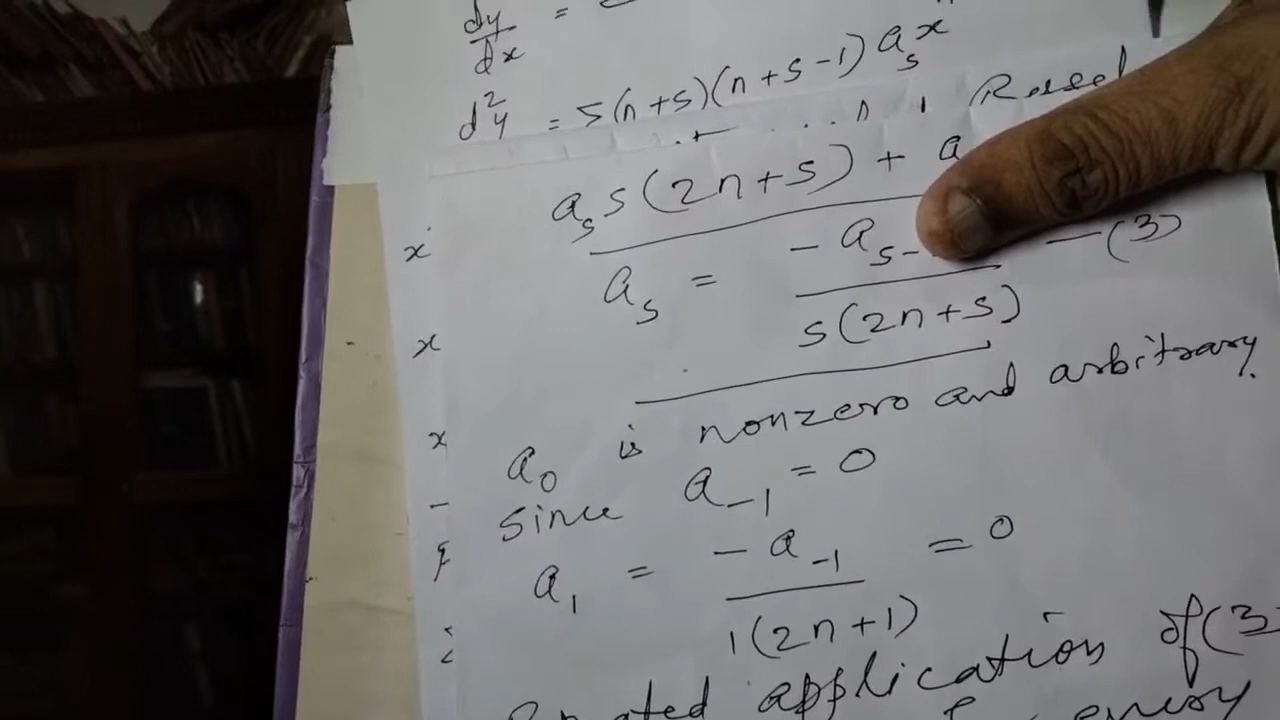 dy/dx =
d²y = s(n+s)(n+s-1) a_s x
a_s s(2n+s) + a
x
a_s = -a_s- / s(2n+s) —(3)
x
a_0 is nonzero and arbitrary.
x
since a_-1 = 0
a_1 = -a_-1 / 1(2n+1) = 0
application of (3)